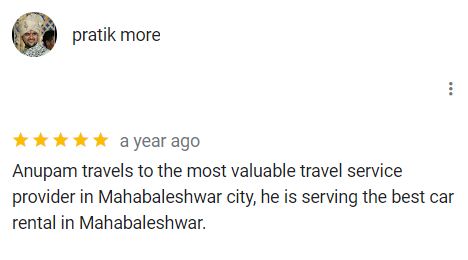 pratik more
a year ago
Anupam travels to the most valuable travel service
provider in Mahabaleshwar city, he is serving the best car
rental in Mahabaleshwar.